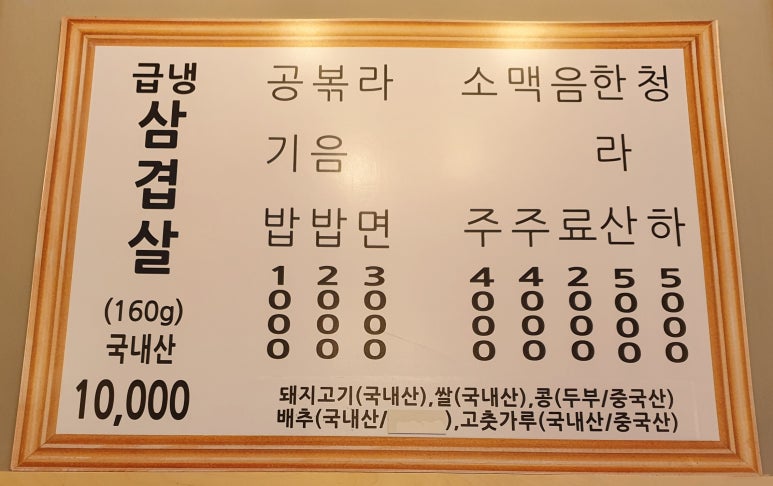 급냉
삼겹살
(160g)
국내산
10,000
공기밥 1000
볶음밥 2000
라면 3000
소주 4000
맥주 4000
음료 2000
한라산 5000
청하 5000
돼지고기(국내산),쌀(국내산),콩(두부/중국산)
배추(국내산/ ),고춧가루(국내산/중국산)